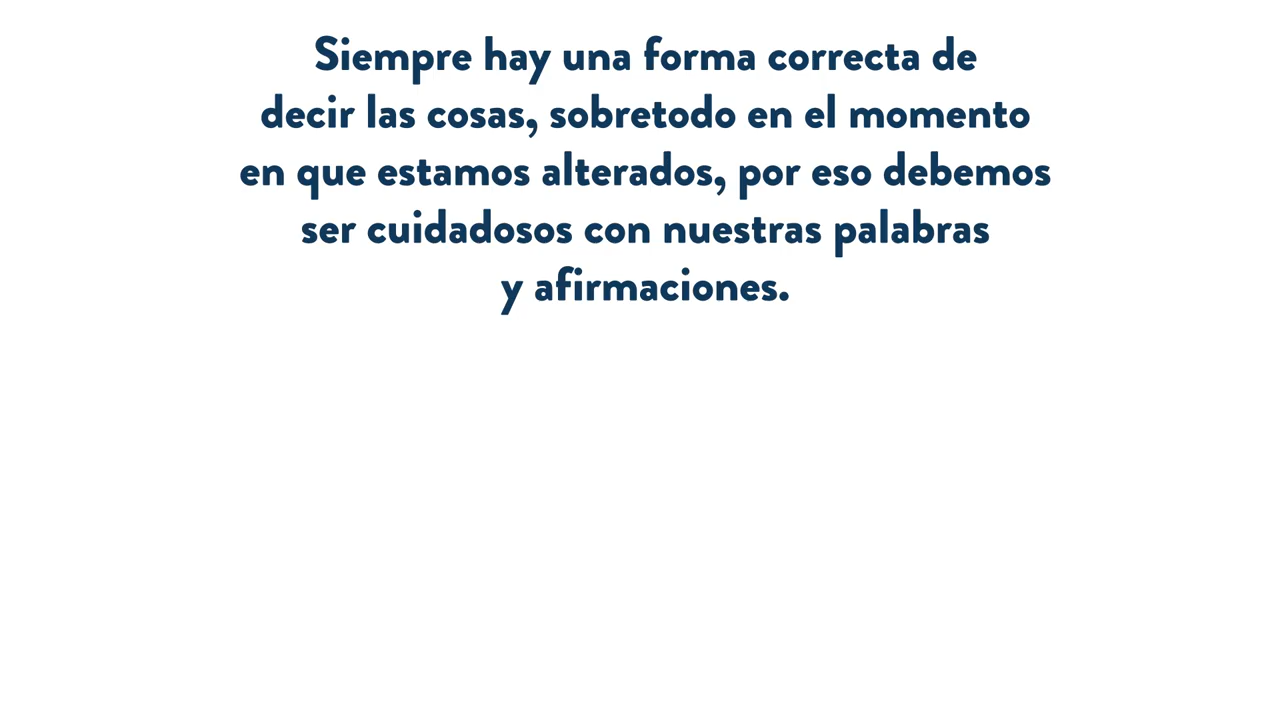 Siempre hay una forma correcta de
decir las cosas, sobretodo en el momento
en que estamos alterados, por eso debemos
ser cuidadosos con nuestras palabras
y afirmaciones.